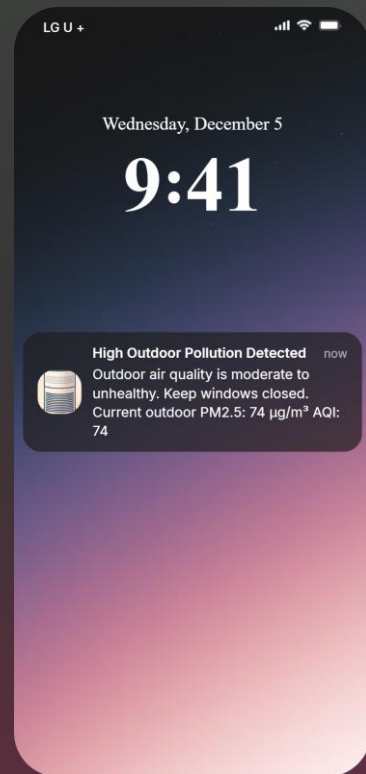 LG U +
Wednesday, December 5
9:41
High Outdoor Pollution Detected now
Outdoor air quality is moderate to
unhealthy. Keep windows closed.
Current outdoor PM2.5: 74 µg/m³ AQI:
74